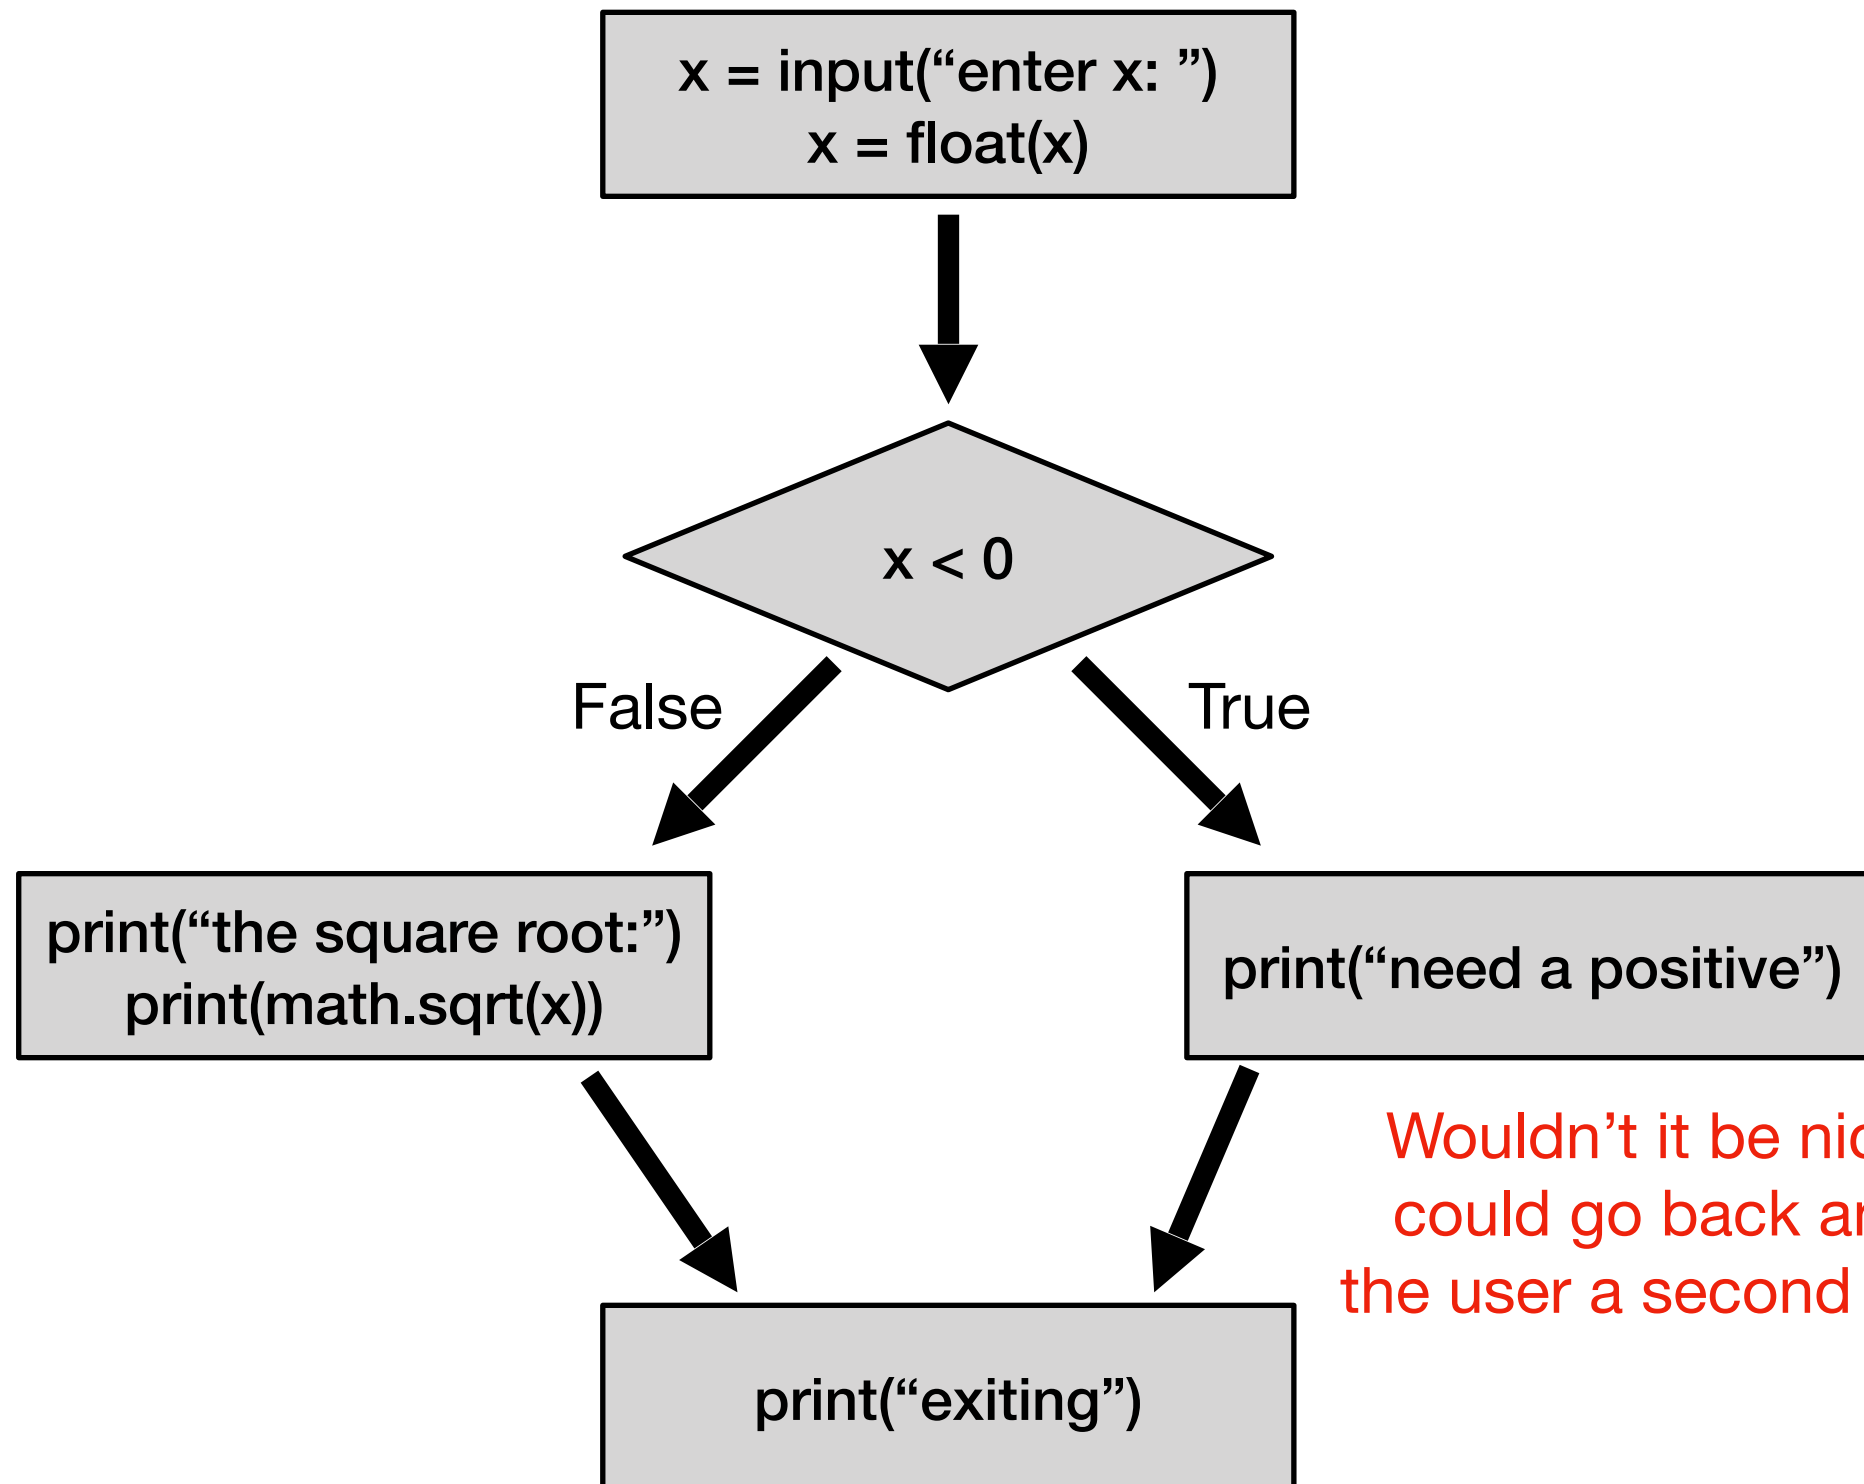 x = input(“enter x: ”)
x = float(x)
x < 0
False
True
print(“the square root:”)
print(math.sqrt(x))
print(“need a positive”)
Wouldn’t it be
could go back
the user a second
print(“exiting”)